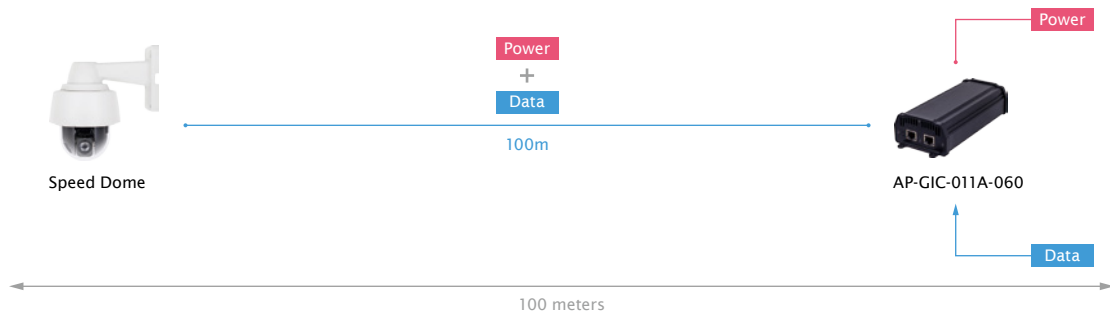 Power
Power
+
Data
100m
Speed Dome
AP-GIC-011A-060
Data
100 meters